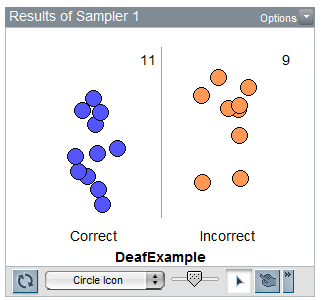 Results of Sampler 1
Options
11
9
Correct
Incorrect
DeafExample
Circle Icon
»